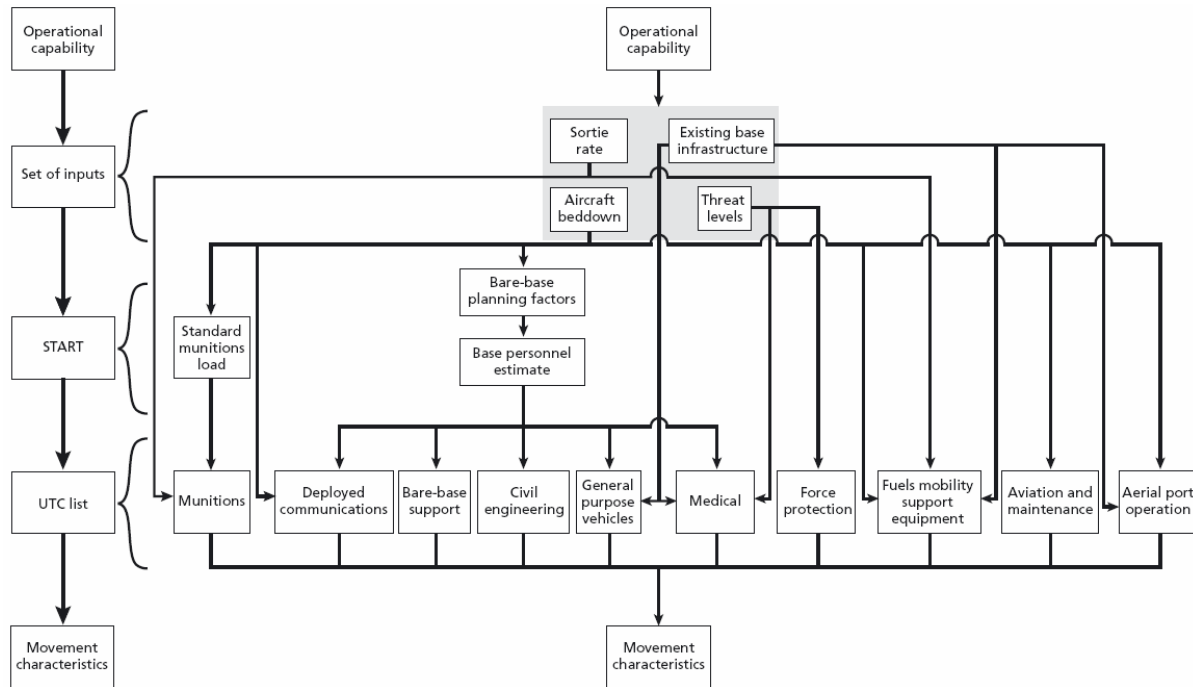 Operational
capability
Operational
capability
Sortie
rate
Existing base
infrastructure
Set of inputs
Aircraft
beddown
Threat
levels
Bare-base
planning factors
START
Standard
munitions
load
Base personnel
estimate
UTC list
Munitions
Deployed
communications
Bare-base
support
Civil
engineering
General
purpose
vehicles
Medical
Force
protection
Fuels mobility
support
equipment
Aviation and
maintenance
Aerial port
operation
Movement
characteristics
Movement
characteristics